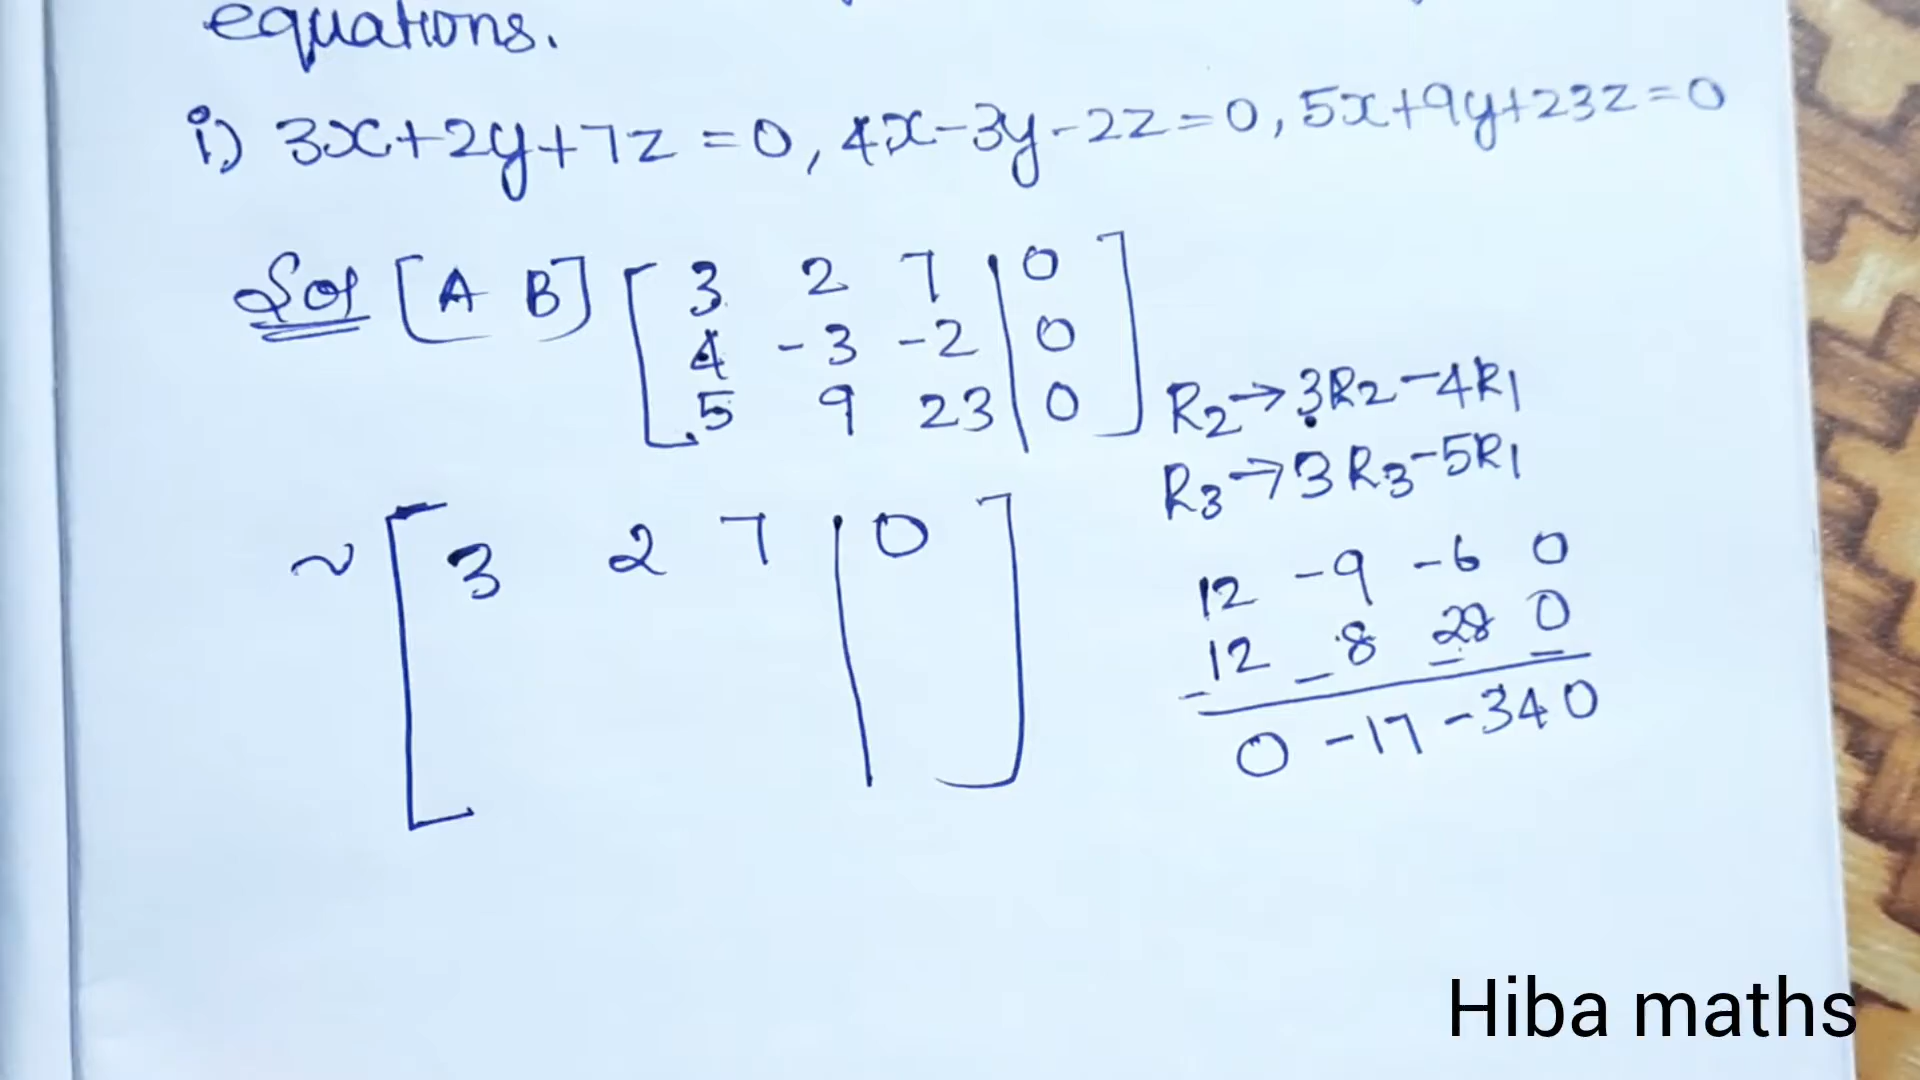 equations.
i) 3x+2y+7z=0, 4x-3y-2z=0, 5x+9y+23z=0
Sol [A B] [3 2 7 | 0
4 -3 -2 | 0
5 9 23 | 0]
R2→3R2-4R1
R3→3R3-5R1
~ [3 2 7 | 0]
12 -9 -6 0
12 8 28 0
- - - -
0 -17 -34 0
Hiba maths